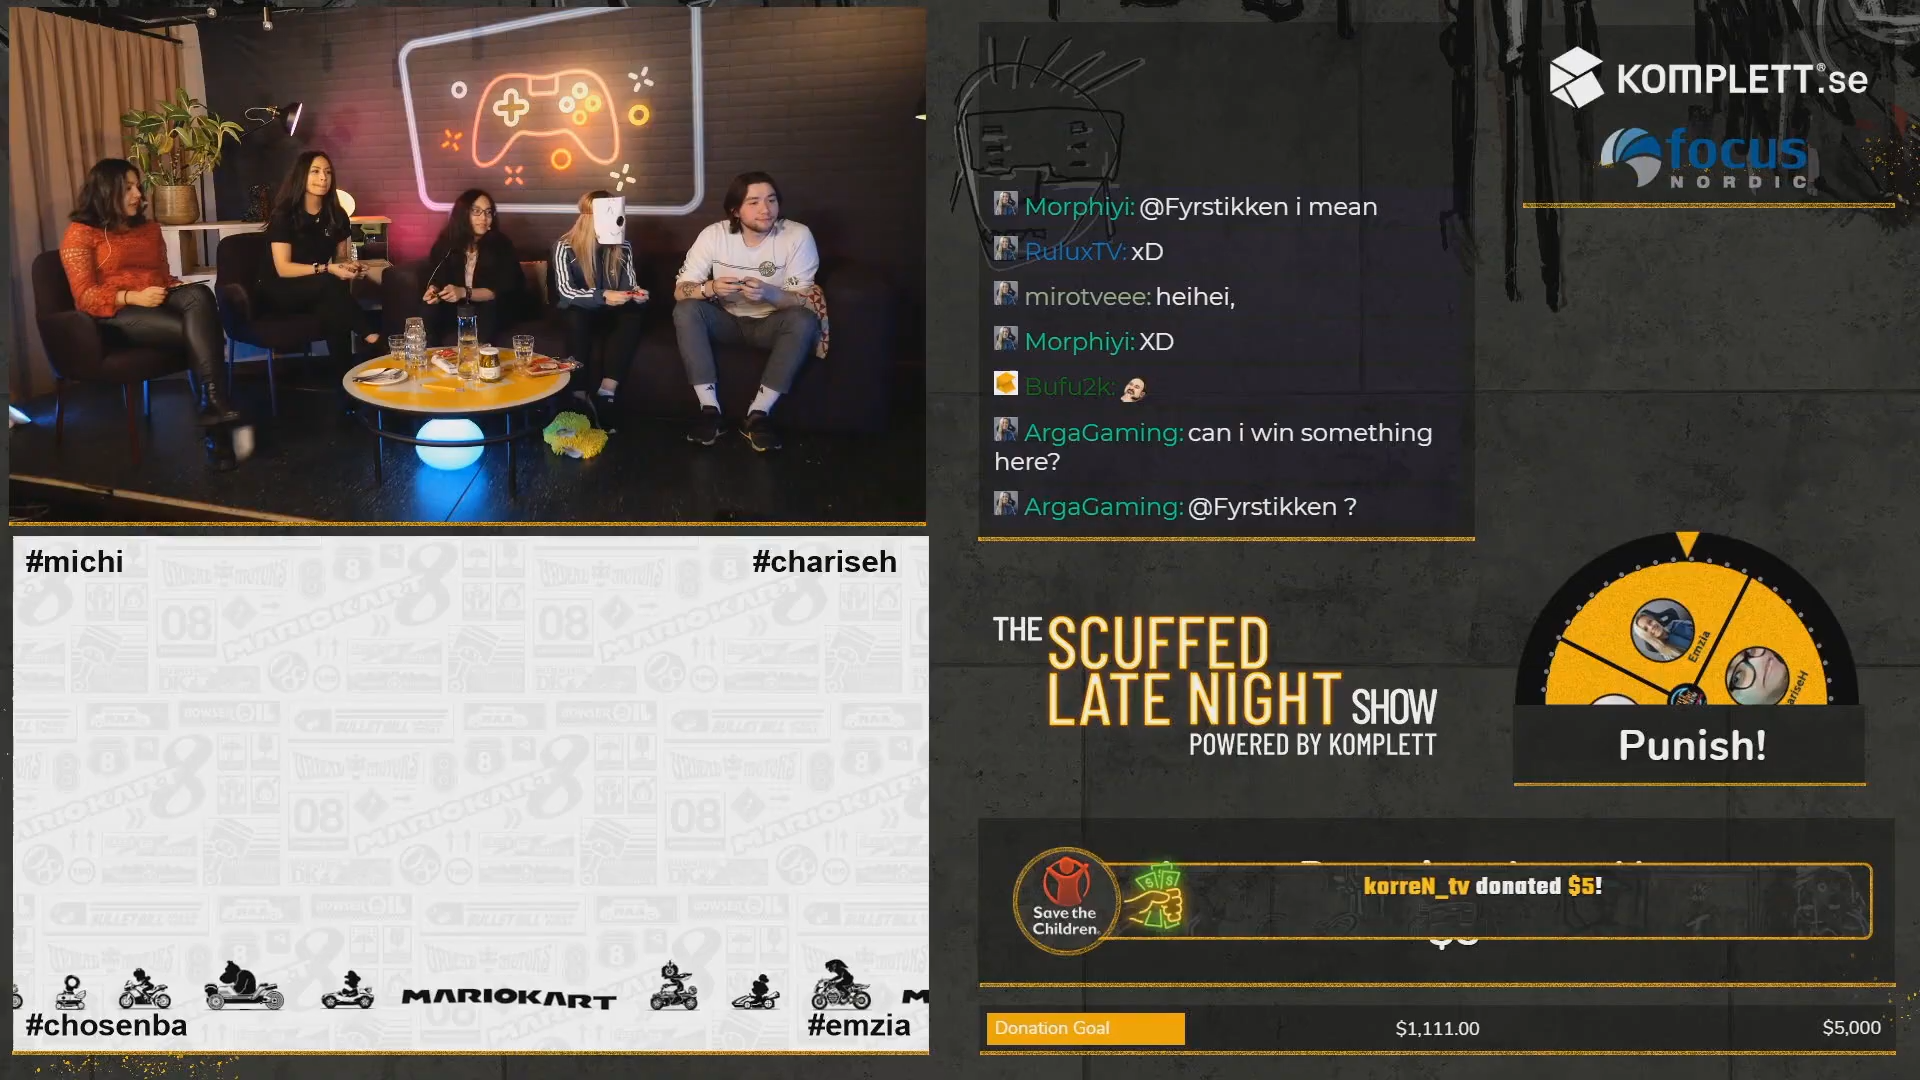 KOMPLETT®.se
focus
NORDIC
Morphiyi: @Fyrstikken i mean
RuluxTV: xD
mirotveee: heihei,
Morphiyi: XD
Bufu2k:
ArgaGaming: can i win something
here?
ArgaGaming: @Fyrstikken ?
#michi
#chariseh
MARIOKART
#chosenba
#emzia
THE SCUFFED
LATE NIGHT SHOW
POWERED BY KOMPLETT
Emzia
Punish!
Save the
Children
korreN_tv donated $5!
Donation Goal
$1,111.00
$5,000